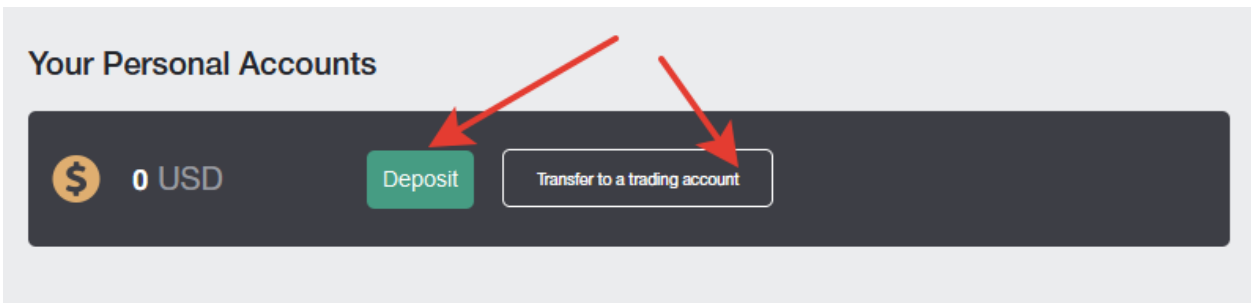 Your Personal Accounts
$ 0 USD Deposit Transfer to a trading account